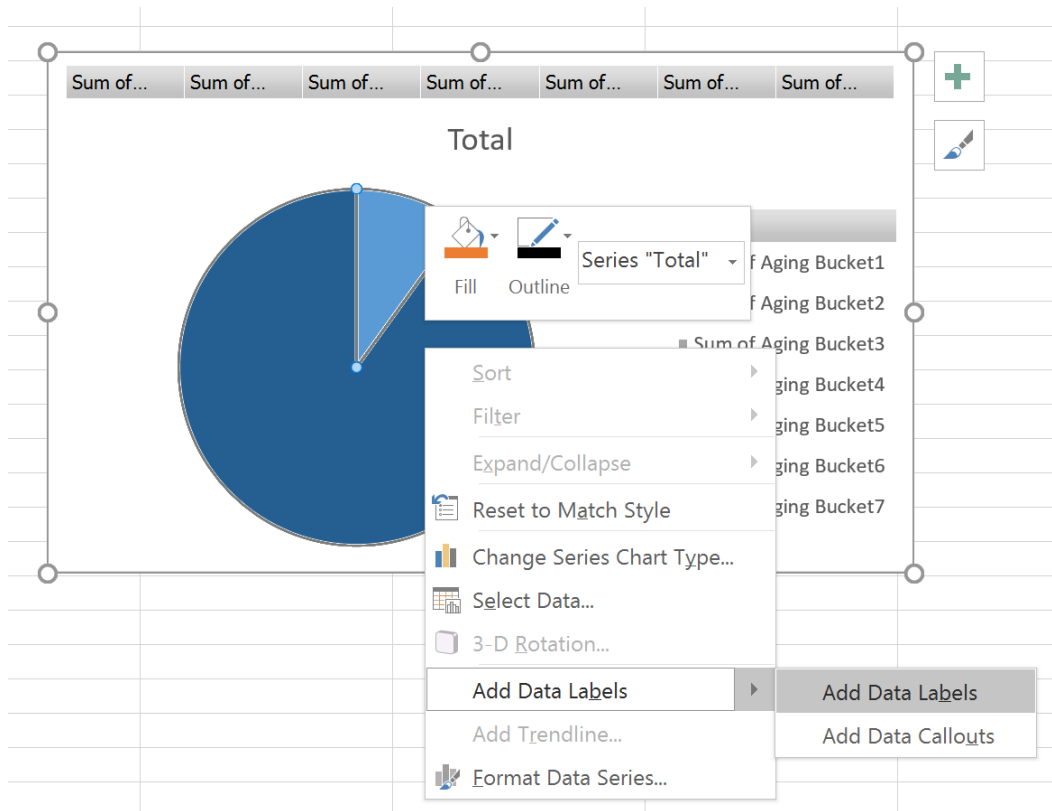 Sum of... Sum of... Sum of... Sum of... Sum of... Sum of... Sum of...
Total
Fill Outline Series "Total"
f Aging Bucket1
f Aging Bucket2
Sum of Aging Bucket3
ging Bucket4
ging Bucket5
ging Bucket6
ging Bucket7
Sort
Filter
Expand/Collapse
Reset to Match Style
Change Series Chart Type...
Select Data...
3-D Rotation...
Add Data Labels
Add Trendline...
Format Data Series...
Add Data Labels
Add Data Callouts